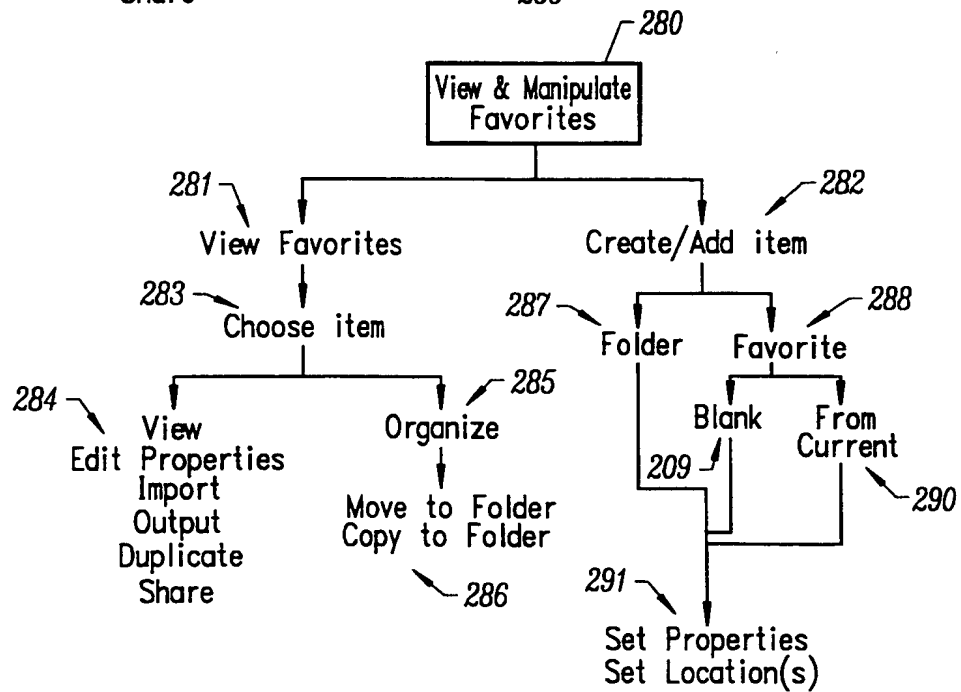 280
View & Manipulate
Favorites
281
282
View Favorites
Create/Add item
283
287
288
Choose item
Folder
Favorite
284
285
View
Edit Properties
Import
Output
Duplicate
Share
Organize
Blank
From
Current
209
290
Move to Folder
Copy to Folder
286
291
Set Properties
Set Location(s)